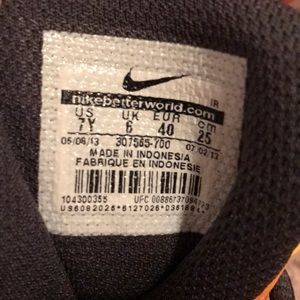 IR
nikebetterworld.com
US UK EUR cm
7Y 6 40 25
05/06/13 307565-700 07/02/13
MADE IN INDONESIA
FABRIQUE EN INDONESIE
104300355